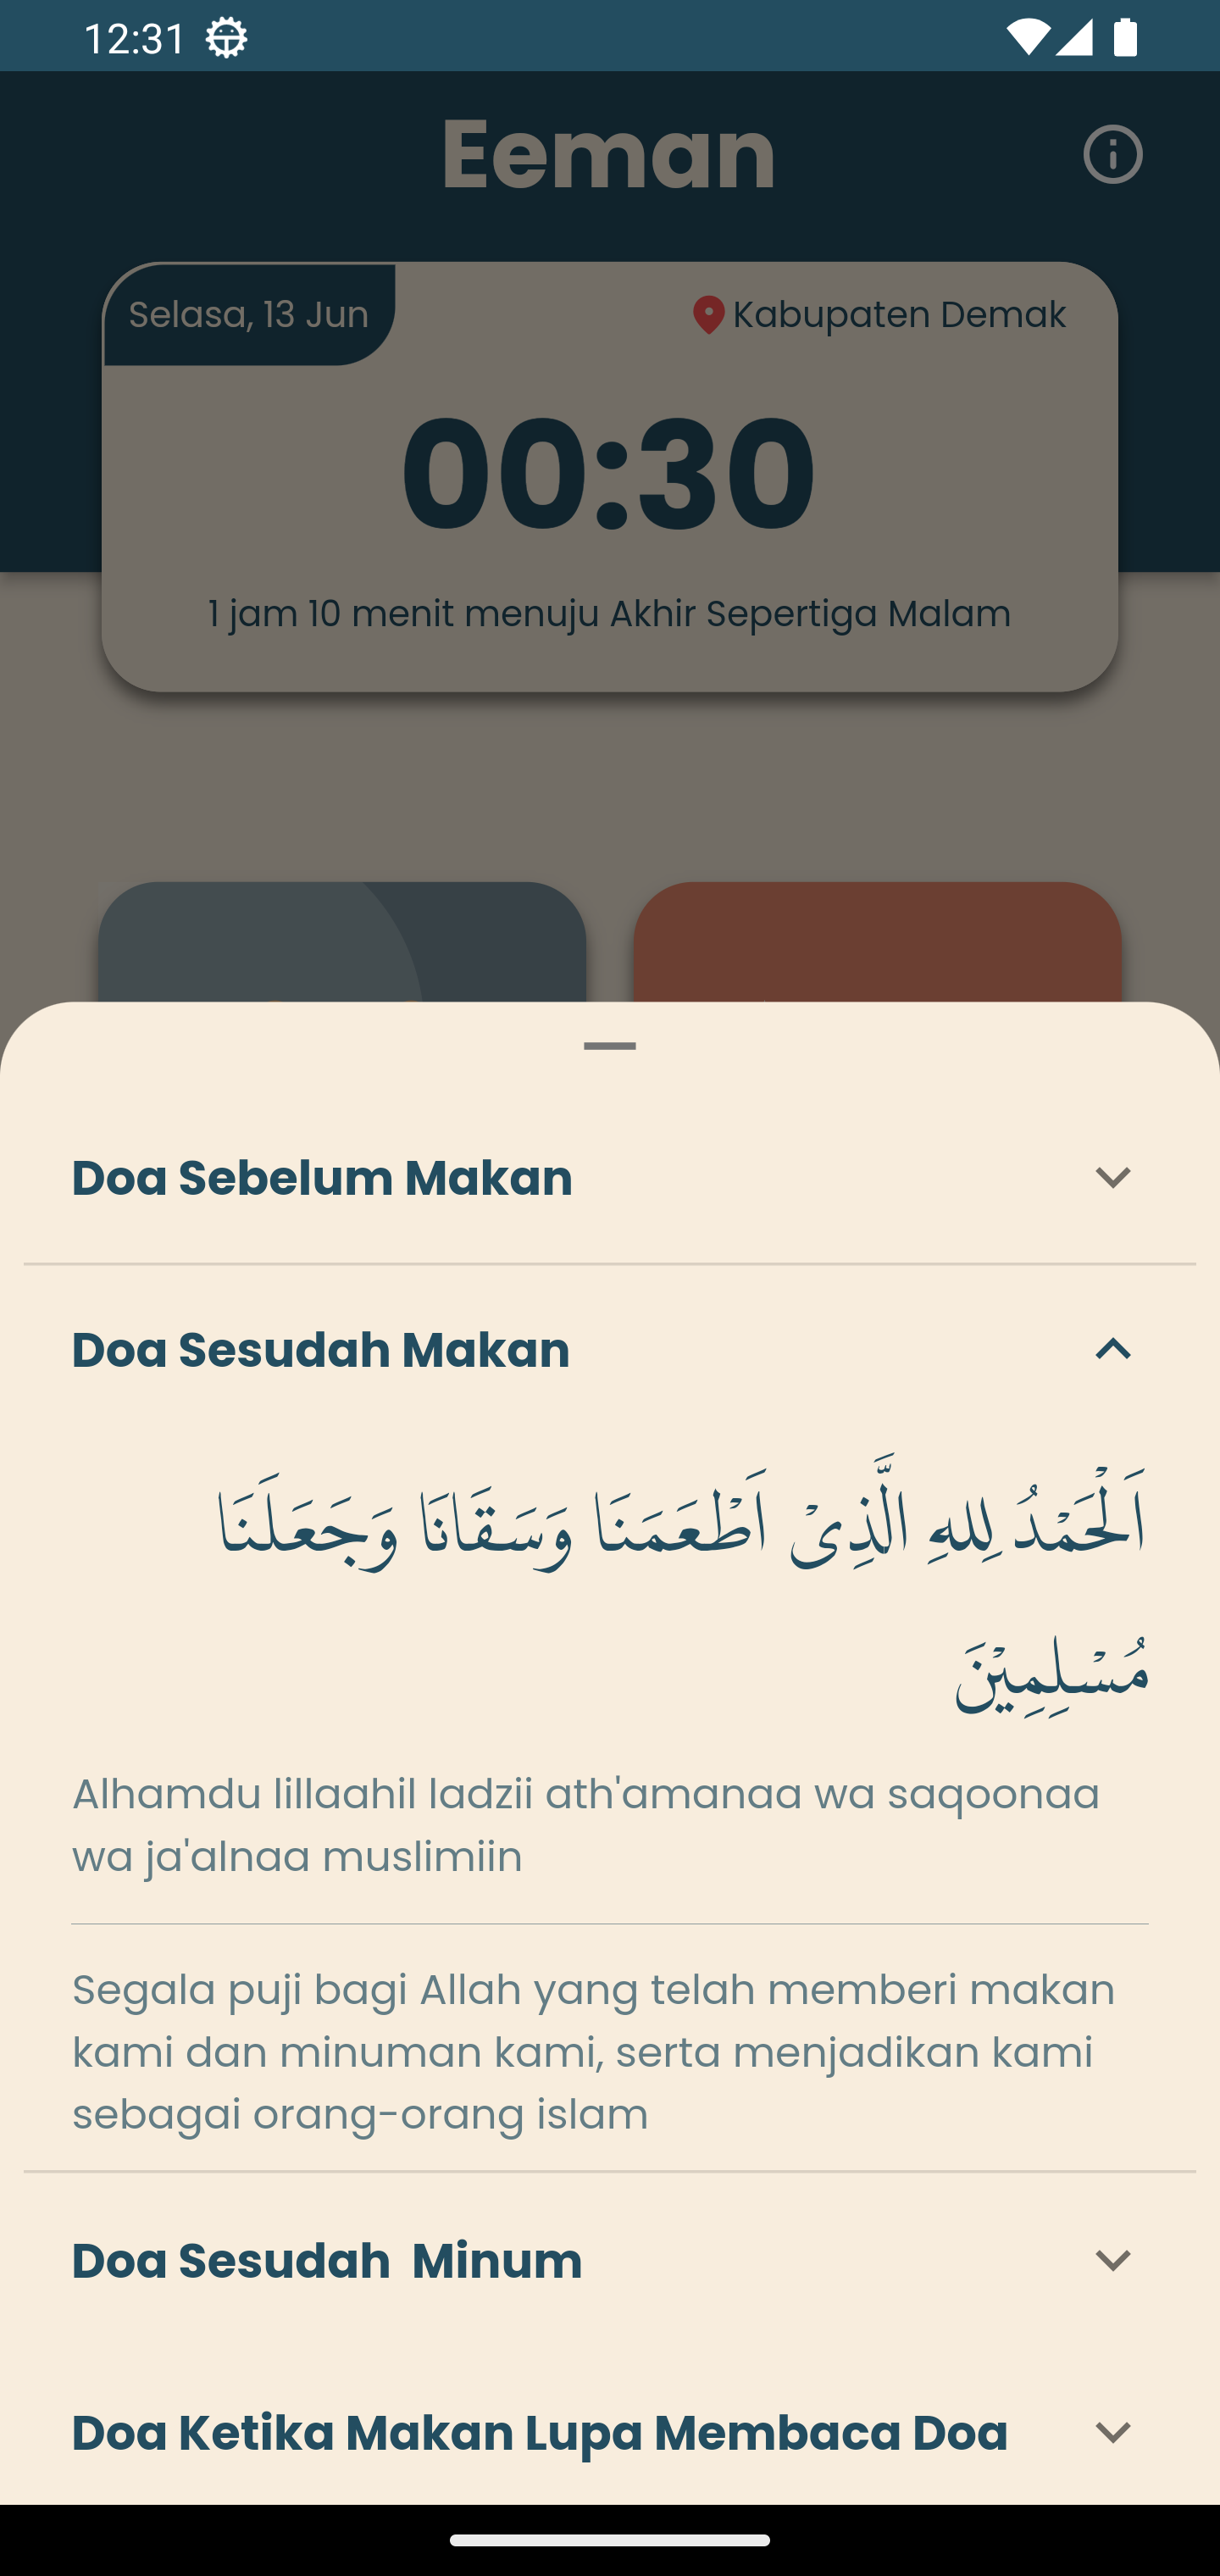 12:31
Eeman
Selasa, 13 Jun
Kabupaten Demak
00:30
1 jam 10 menit menuju Akhir Sepertiga Malam
Doa Sebelum Makan
Doa Sesudah Makan
اَلْحَمْدُ لِلهِ الَّذِىْ اَطْعَمَنَا وَسَقَانَا وَجَعَلَنَا
مُسْلِمِيْنَ
Alhamdu lillaahil ladzii ath'amanaa wa saqoonaa
wa ja'alnaa muslimiin
Segala puji bagi Allah yang telah memberi makan
kami dan minuman kami, serta menjadikan kami
sebagai orang-orang islam
Doa Sesudah  Minum
Doa Ketika Makan Lupa Membaca Doa